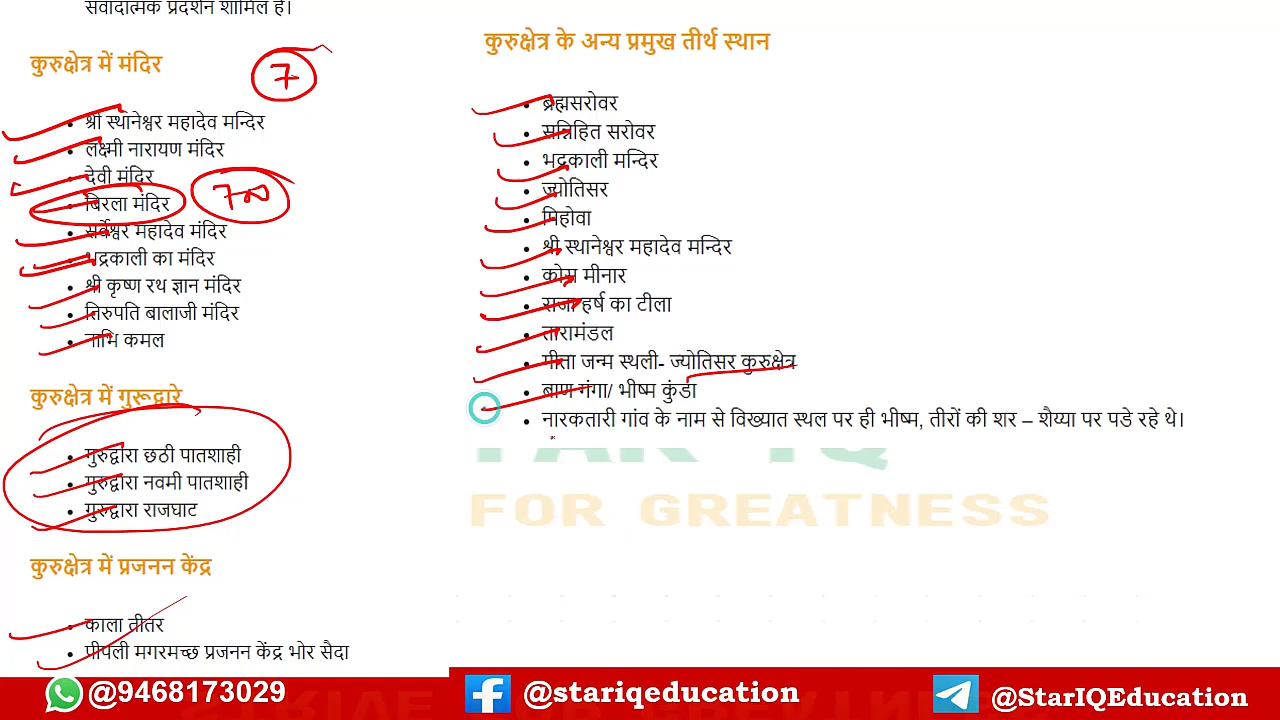 संवादात्मक प्रदर्शन शामिल हैं।
कुरुक्षेत्र में मंदिर
7
श्री स्थानेश्वर महादेव मन्दिर
लक्ष्मी नारायण मंदिर
देवी मंदिर
बिरला मंदिर
सर्वेश्वर महादेव मंदिर
भद्रकाली का मंदिर
श्री कृष्ण रथ ज्ञान मंदिर
तिरुपति बालाजी मंदिर
नाभि कमल
कुरुक्षेत्र में गुरूद्वारे
गुरुद्वारा छठी पातशाही
गुरुद्वारा नवमी पातशाही
गुरुद्वारा राजघाट
कुरुक्षेत्र में प्रजनन केंद्र
काला तीतर
पीपली मगरमच्छ प्रजनन केंद्र भोर सैदा
कुरुक्षेत्र के अन्य प्रमुख तीर्थ स्थान
ब्रह्मसरोवर
सन्निहित सरोवर
भद्रकाली मन्दिर
ज्योतिसर
मिहोवा
श्री स्थानेश्वर महादेव मन्दिर
कोस मीनार
राजा हर्ष का टीला
तारामंडल
गीता जन्म स्थली- ज्योतिसर कुरुक्षेत्र
बाण गंगा/ भीष्म कुंडा
नारकतारी गांव के नाम से विख्यात स्थल पर ही भीष्म, तीरों की शर – शैय्या पर पडे रहे थे।
FOR GREATNESS
@9468173029
@stariqeducation
@StarIQEducation